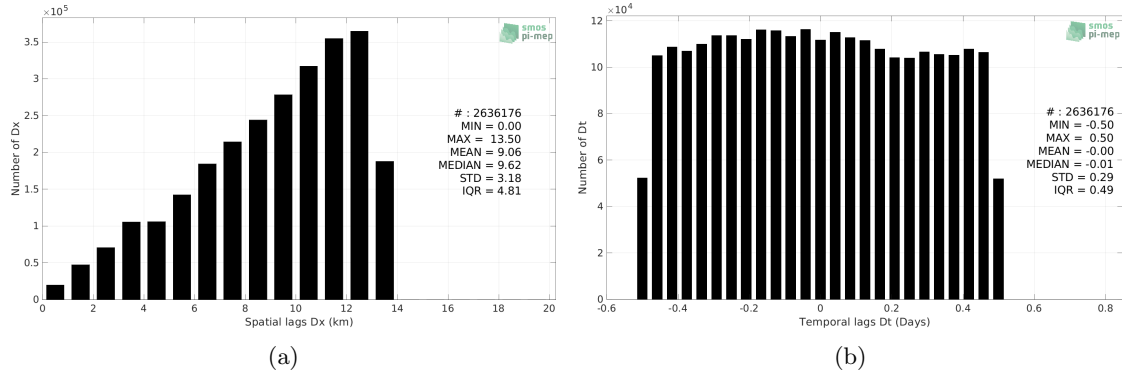 ×10⁵
3.5
3
2.5
2
1.5
1
0.5
0
Number of Dx
smos
pi-mep
# : 2636176
MIN = 0.00
MAX = 13.50
MEAN = 9.06
MEDIAN = 9.62
STD = 3.18
IQR = 4.81
0 2 4 6 8 10 12 14 16 18 20
Spatial lags Dx (km)
(a)
×10⁴
12
10
8
6
4
2
0
Number of Dt
smos
pi-mep
# : 2636176
MIN = -0.50
MAX = 0.50
MEAN = -0.00
MEDIAN = -0.01
STD = 0.29
IQR = 0.49
-0.6 -0.4 -0.2 0 0.2 0.4 0.6 0.8
Temporal lags Dt (Days)
(b)